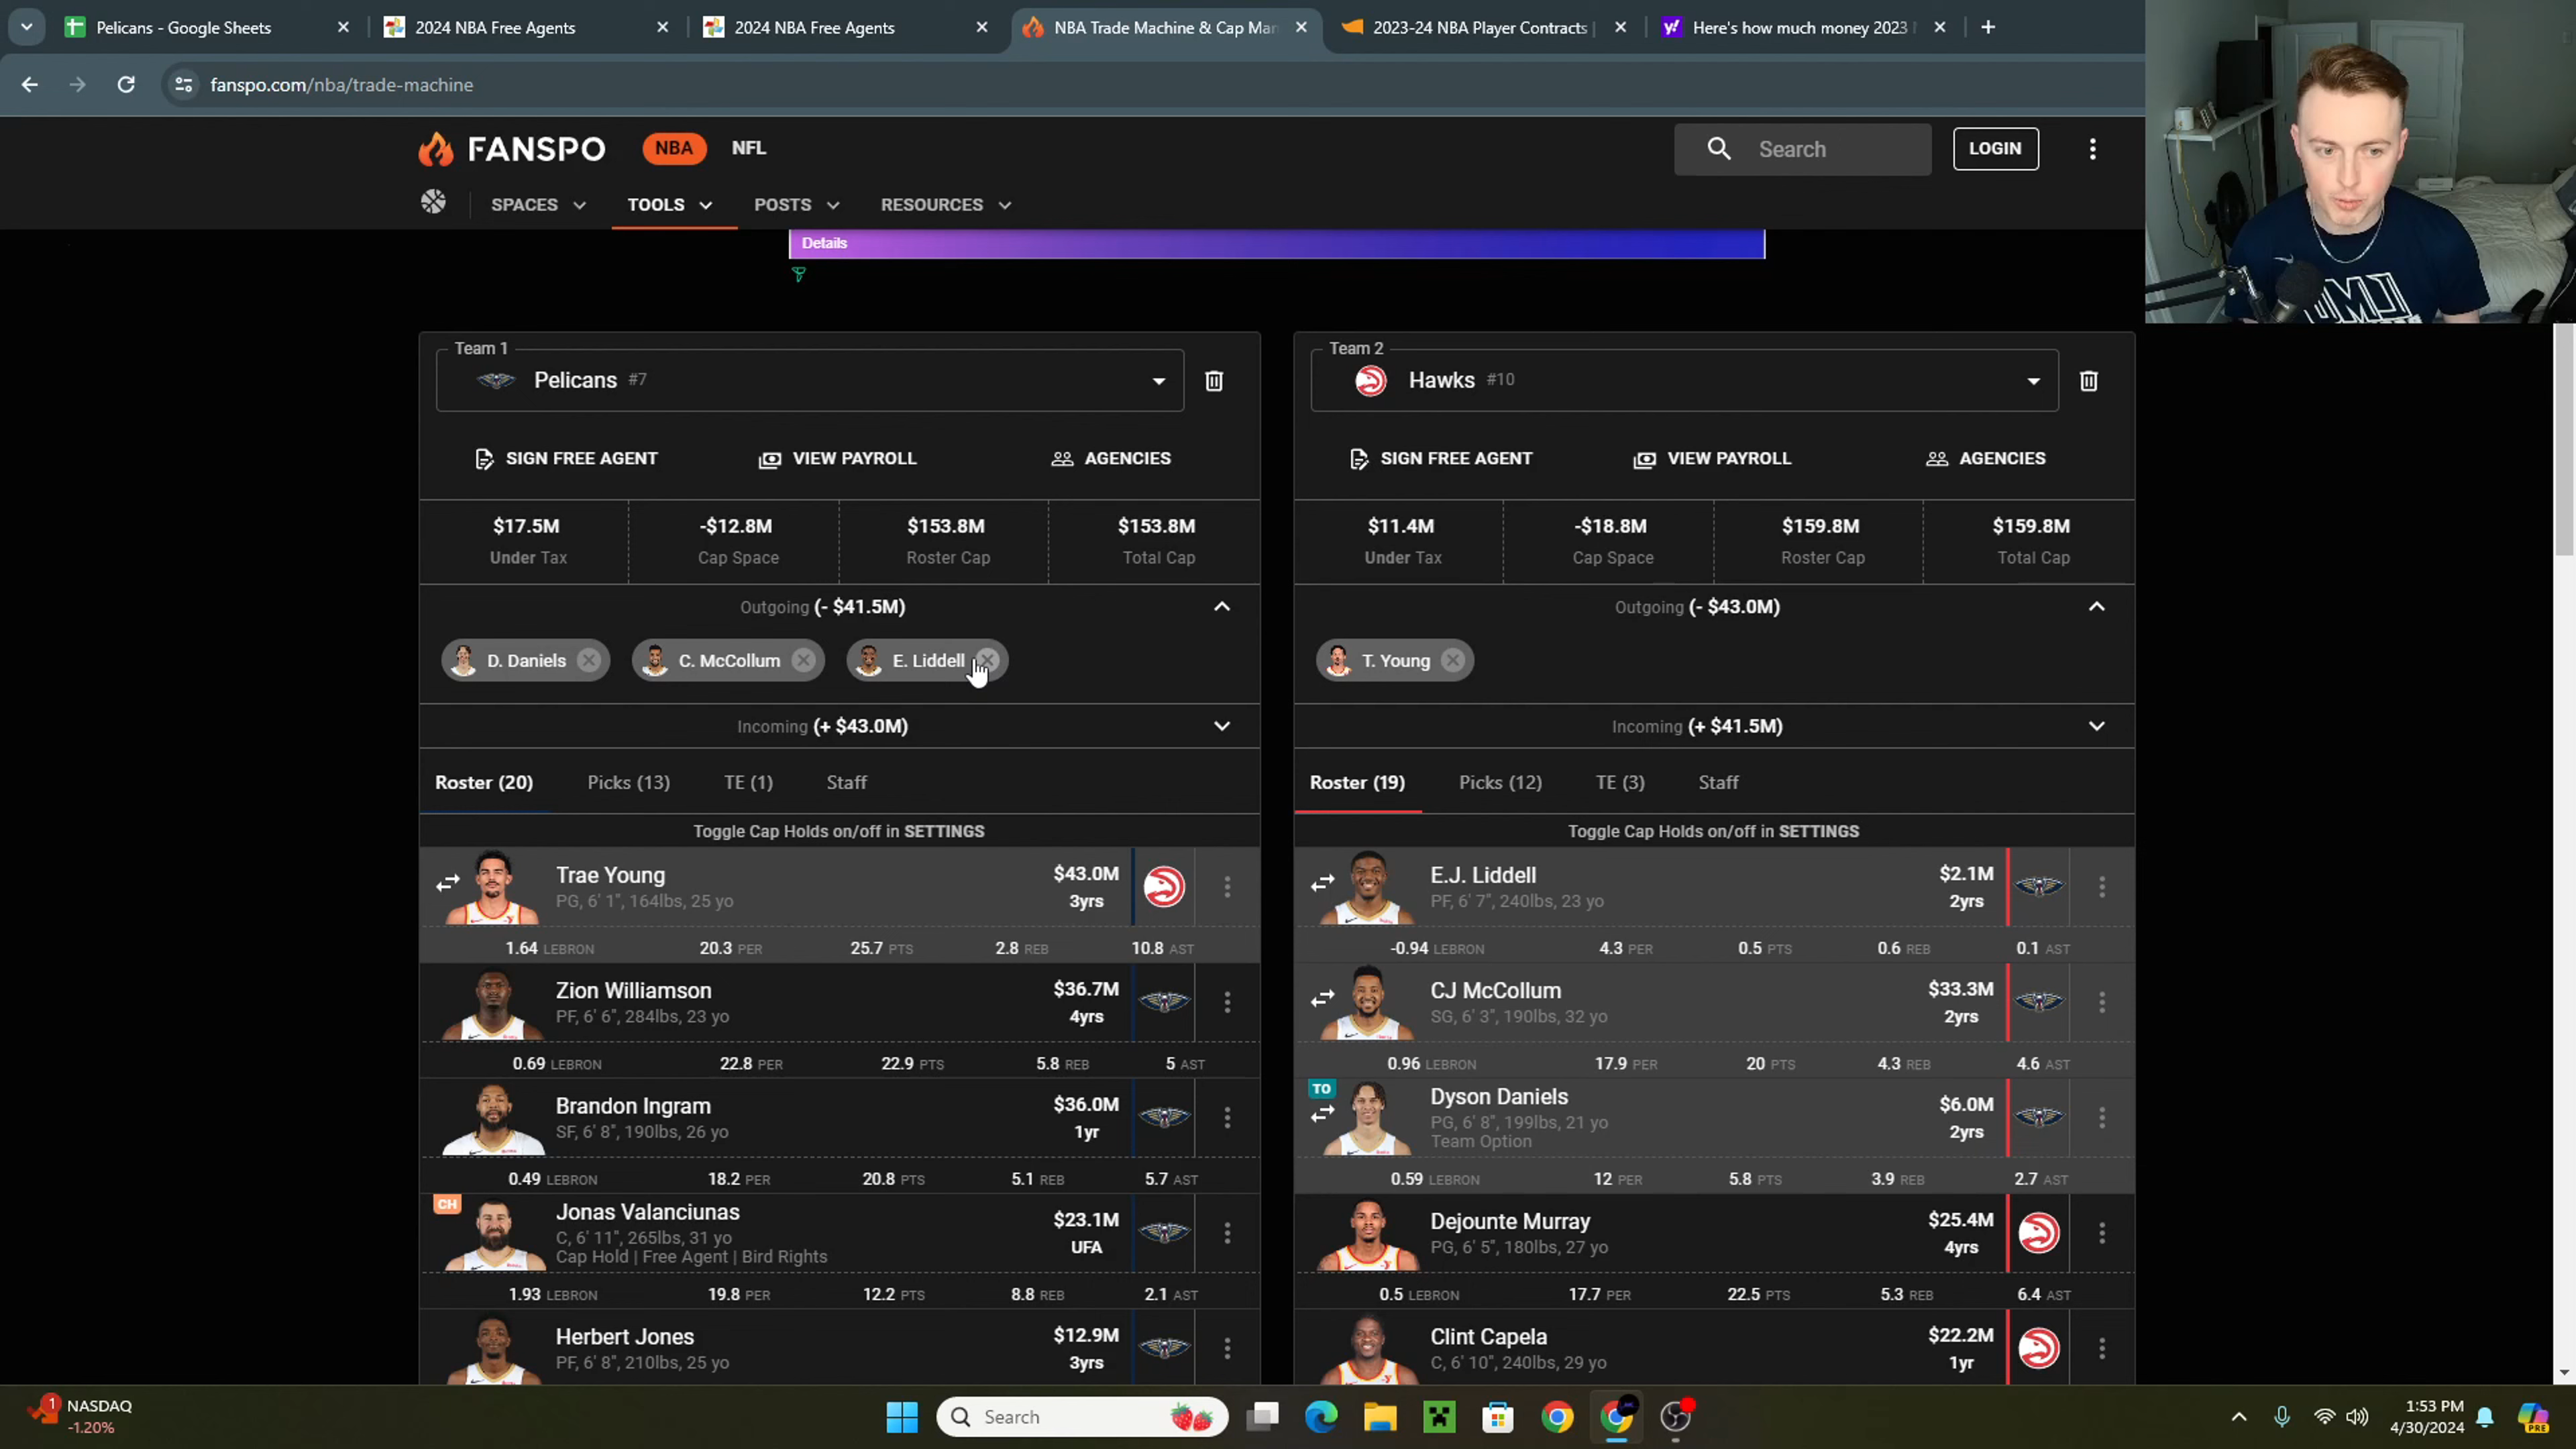 Pelicans - Google Sheets
2024 NBA Free Agents
2024 NBA Free Agents
NBA Trade Machine & Cap Man
2023-24 NBA Player Contracts |
Here's how much money 2023
fanspo.com/nba/trade-machine
FANSPO NBA NFL
Search
LOGIN
SPACES TOOLS POSTS RESOURCES
Details
Team 1
Pelicans #7
SIGN FREE AGENT VIEW PAYROLL AGENCIES
$17.5M -$12.8M $153.8M $153.8M
Under Tax Cap Space Roster Cap Total Cap
Outgoing (- $41.5M)
D. Daniels C. McCollum E. Liddell
Incoming (+ $43.0M)
Roster (20) Picks (13) TE (1) Staff
Toggle Cap Holds on/off in SETTINGS
Trae Young $43.0M
PG, 6' 1", 164lbs, 25 yo 3yrs
1.64 LEBRON 20.3 PER 25.7 PTS 2.8 REB 10.8 AST
Zion Williamson $36.7M
PF, 6' 6", 284lbs, 23 yo 4yrs
0.69 LEBRON 22.8 PER 22.9 PTS 5.8 REB 5 AST
Brandon Ingram $36.0M
SF, 6' 8", 190lbs, 26 yo 1yr
0.49 LEBRON 18.2 PER 20.8 PTS 5.1 REB 5.7 AST
CH
Jonas Valanciunas $23.1M
C, 6' 11", 265lbs, 31 yo UFA
Cap Hold | Free Agent | Bird Rights
1.93 LEBRON 19.8 PER 12.2 PTS 8.8 REB 2.1 AST
Herbert Jones $12.9M
PF, 6' 8", 210lbs, 25 yo 3yrs
Team 2
Hawks #10
SIGN FREE AGENT VIEW PAYROLL AGENCIES
$11.4M -$18.8M $159.8M $159.8M
Under Tax Cap Space Roster Cap Total Cap
Outgoing (- $43.0M)
T. Young
Incoming (+ $41.5M)
Roster (19) Picks (12) TE (3) Staff
Toggle Cap Holds on/off in SETTINGS
E.J. Liddell $2.1M
PF, 6' 7", 240lbs, 23 yo 2yrs
-0.94 LEBRON 4.3 PER 0.5 PTS 0.6 REB 0.1 AST
CJ McCollum $33.3M
SG, 6' 3", 190lbs, 32 yo 2yrs
0.96 LEBRON 17.9 PER 20 PTS 4.3 REB 4.6 AST
TO
Dyson Daniels $6.0M
PG, 6' 8", 199lbs, 21 yo 2yrs
Team Option
0.59 LEBRON 12 PER 5.8 PTS 3.9 REB 2.7 AST
Dejounte Murray $25.4M
PG, 6' 5", 180lbs, 27 yo 4yrs
0.5 LEBRON 17.7 PER 22.5 PTS 5.3 REB 6.4 AST
Clint Capela $22.2M
C, 6' 10", 240lbs, 29 yo 1yr
1
NASDAQ
-1.20%
Search
1:53 PM
4/30/2024
PRE